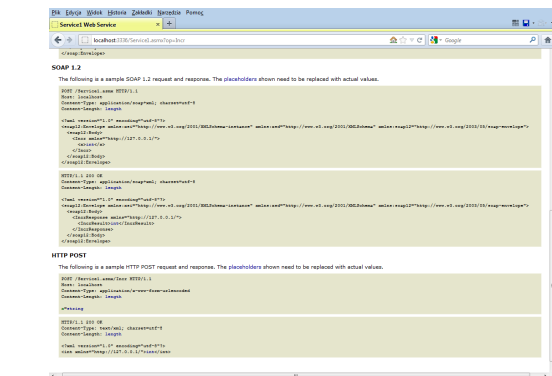 Plik Edycja Widok Historia Zakładki Narzędzia Pomoc
Service1 Web Service
localhost:3335/Service1.asmx?op=Incr
Google
</soap:Envelope>
SOAP 1.2
The following is a sample SOAP 1.2 request and response. The placeholders shown need to be replaced with actual values.
POST /Service1.asmx HTTP/1.1
Host: localhost
Content-Type: application/soap+xml; charset=utf-8
Content-Length: length
<?xml version="1.0" encoding="utf-8"?>
<soap12:Envelope xmlns:xsi="http://www.w3.org/2001/XMLSchema-instance" xmlns:xsd="http://www.w3.org/2001/XMLSchema" xmlns:soap12="http://www.w3.org/2003/05/soap-envelope">
<soap12:Body>
<Incr xmlns="http://127.0.0.1/">
<a>int</a>
</Incr>
</soap12:Body>
</soap12:Envelope>
HTTP/1.1 200 OK
Content-Type: application/soap+xml; charset=utf-8
Content-Length: length
<?xml version="1.0" encoding="utf-8"?>
<soap12:Envelope xmlns:xsi="http://www.w3.org/2001/XMLSchema-instance" xmlns:xsd="http://www.w3.org/2001/XMLSchema" xmlns:soap12="http://www.w3.org/2003/05/soap-envelope">
<soap12:Body>
<IncrResponse xmlns="http://127.0.0.1/">
<IncrResult>int</IncrResult>
</IncrResponse>
</soap12:Body>
</soap12:Envelope>
HTTP POST
The following is a sample HTTP POST request and response. The placeholders shown need to be replaced with actual values.
POST /Service1.asmx/Incr HTTP/1.1
Host: localhost
Content-Type: application/x-www-form-urlencoded
Content-Length: length
a=string
HTTP/1.1 200 OK
Content-Type: text/xml; charset=utf-8
Content-Length: length
<?xml version="1.0" encoding="utf-8"?>
<int xmlns="http://127.0.0.1/">int</int>